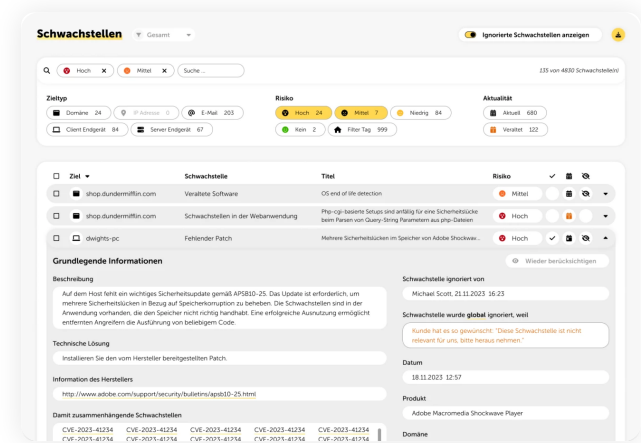 Schwachstellen
Gesamt
Ignorierte Schwachstellen anzeigen
Hoch X
Mittel X
Suche ...
135 von 4830 Schwachstelle(n)
Zieltyp
Risiko
Aktualität
Domäne 24
IP Adresse 0
E-Mail 203
Hoch 24
Mittel 7
Niedrig 84
Aktuell 680
Client Endgerät 84
Server Endgerät 67
Kein 2
Filter Tag 999
Veraltet 122
Ziel
Schwachstelle
Titel
Risiko
shop.dundermifflin.com
Veraltete Software
OS end of life detection
Mittel
shop.dundermifflin.com
Schwachstellen in der Webanwendung
Php-cgi-basierte Setups sind anfällig für eine Sicherheitslücke
beim Parsen von Query-String Parametern aus php-Dateien
Hoch
dwights-pc
Fehlender Patch
Mehrere Sicherheitslücken im Speicher von Adobe Shockwav...
Hoch
Grundlegende Informationen
Wieder berücksichtigen
Beschreibung
Auf dem Host fehlt ein wichtiges Sicherheitsupdate gemäß APSB10-25. Das Update ist erforderlich, um
mehrere Sicherheitslücken in Bezug auf Speicherkorruption zu beheben. Die Schwachstellen sind in der
Anwendung vorhanden, die den Speicher nicht richtig handhabt. Eine erfolgreiche Ausnutzung ermöglicht
entfernten Angreifern die Ausführung von beliebigem Code.
Technische Lösung
Installieren Sie den vom Hersteller bereitgestellten Patch.
Information des Herstellers
http://www.adobe.com/support/security/bulletins/apsb10-25.html
Damit zusammenhängende Schwachstellen
CVE-2023-41234 CVE-2023-41234 CVE-2023-41234 CVE-2023-41234 CVE-2023-41234
CVE-2023-41234 CVE-2023-41234 CVE-2023-41234 CVE-2023-41234 CVE-2023-41234
Schwachstelle ignoriert von
Michael Scott, 21.11.2023 16:23
Schwachstelle wurde global ignoriert, weil
Kunde hat es so gewünscht: "Diese Schwachstelle ist nicht
relevant für uns, bitte heraus nehmen."
Datum
18.11.2023 12:57
Produkt
Adobe Macromedia Shockwave Player
Domäne